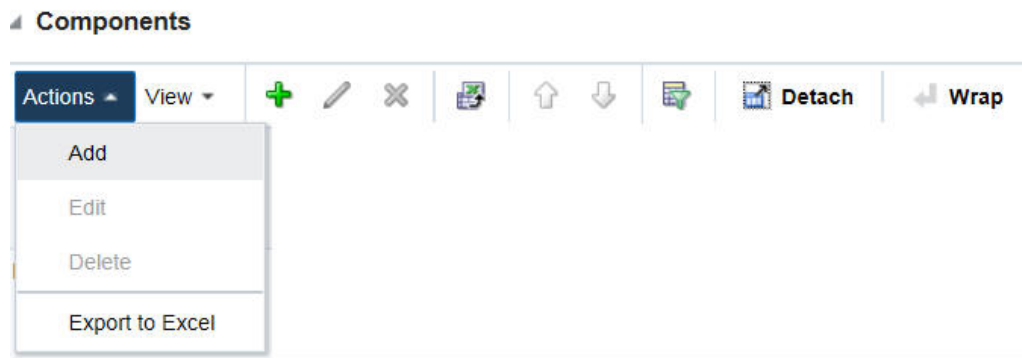 Components
Actions View Detach Wrap
Add
Edit
Delete
Export to Excel